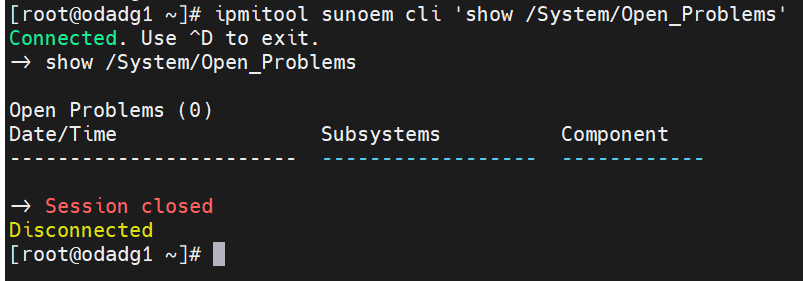 [root@odadg1 ~]# ipmitool sunoem cli 'show /System/Open_Problems'
Connected. Use ^D to exit.
-> show /System/Open_Problems
Open Problems (0)
Date/Time                 Subsystems          Component
------------------------  ------------------  ------------
-> Session closed
Disconnected
[root@odadg1 ~]#